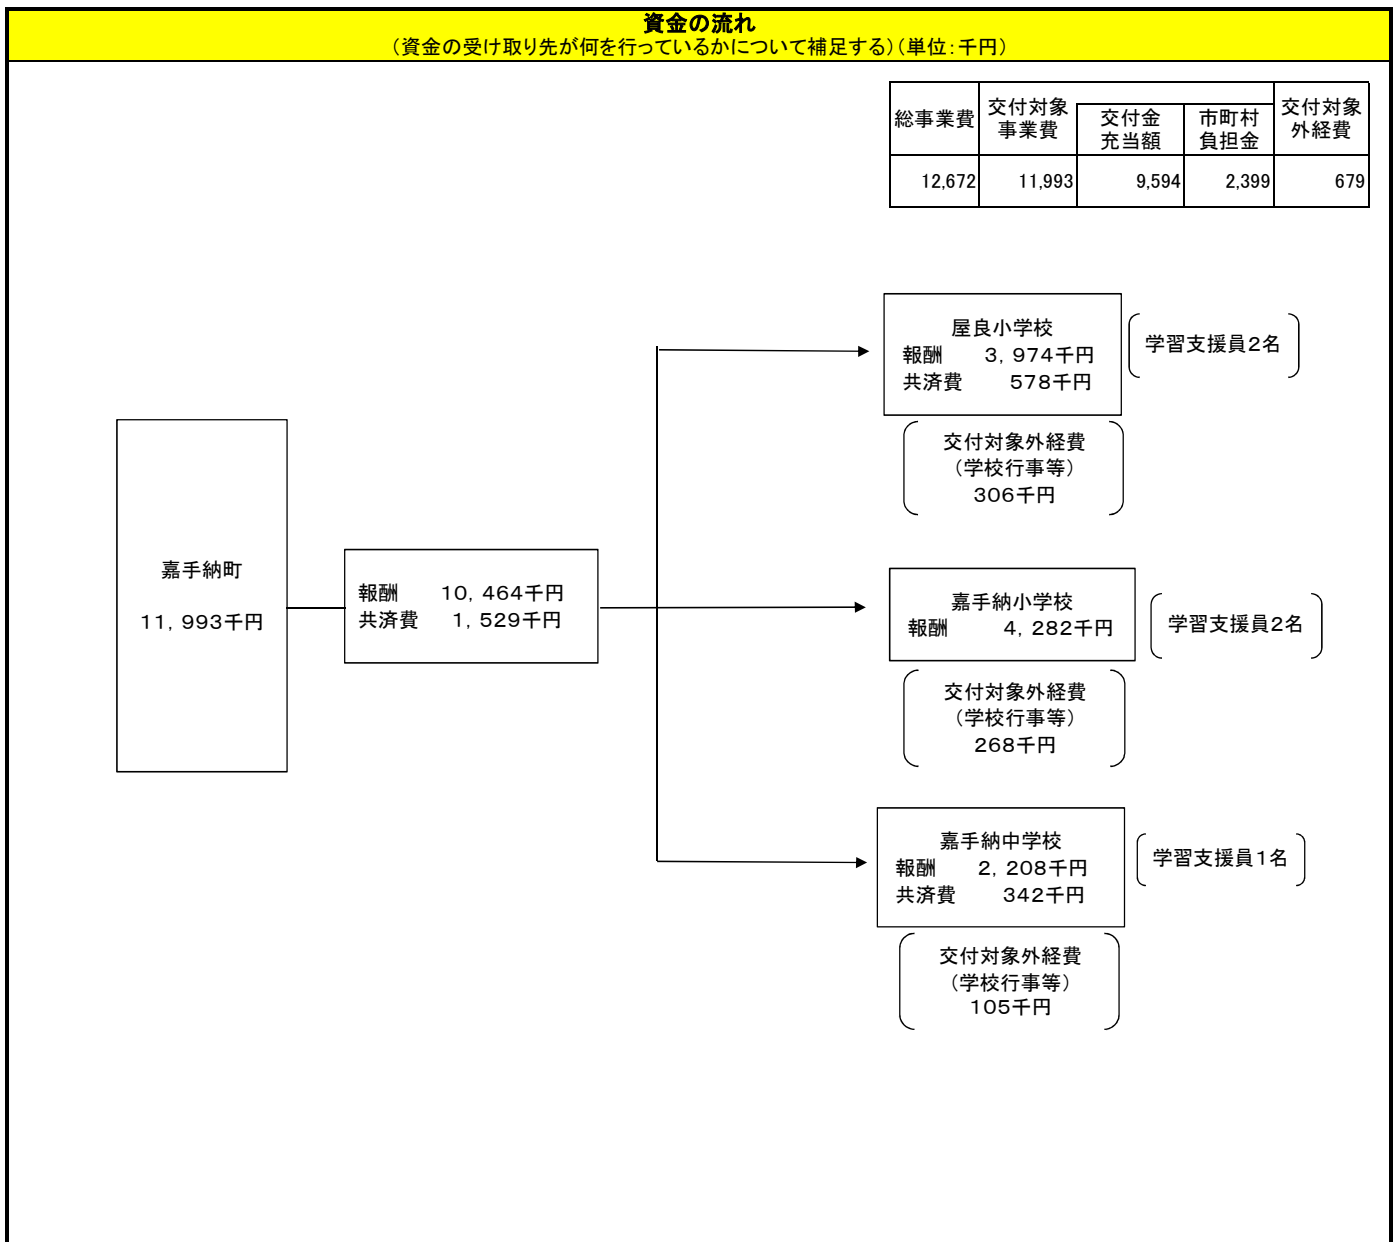 資金の流れ
（資金の受け取り先が何を行っているかについて補足する）（単位：千円）
総事業費
交付対象
事業費
交付金
充当額
市町村
負担金
交付対象
外経費
12,672 11,993 9,594 2,399 679
屋良小学校
報酬 3，974千円
共済費 578千円
学習支援員2名
交付対象外経費
（学校行事等）
306千円
嘉手納町
11，993千円
報酬 10，464千円
共済費 1，529千円
嘉手納小学校
報酬 4，282千円
学習支援員2名
交付対象外経費
（学校行事等）
268千円
嘉手納中学校
報酬 2，208千円
共済費 342千円
学習支援員1名
交付対象外経費
（学校行事等）
105千円